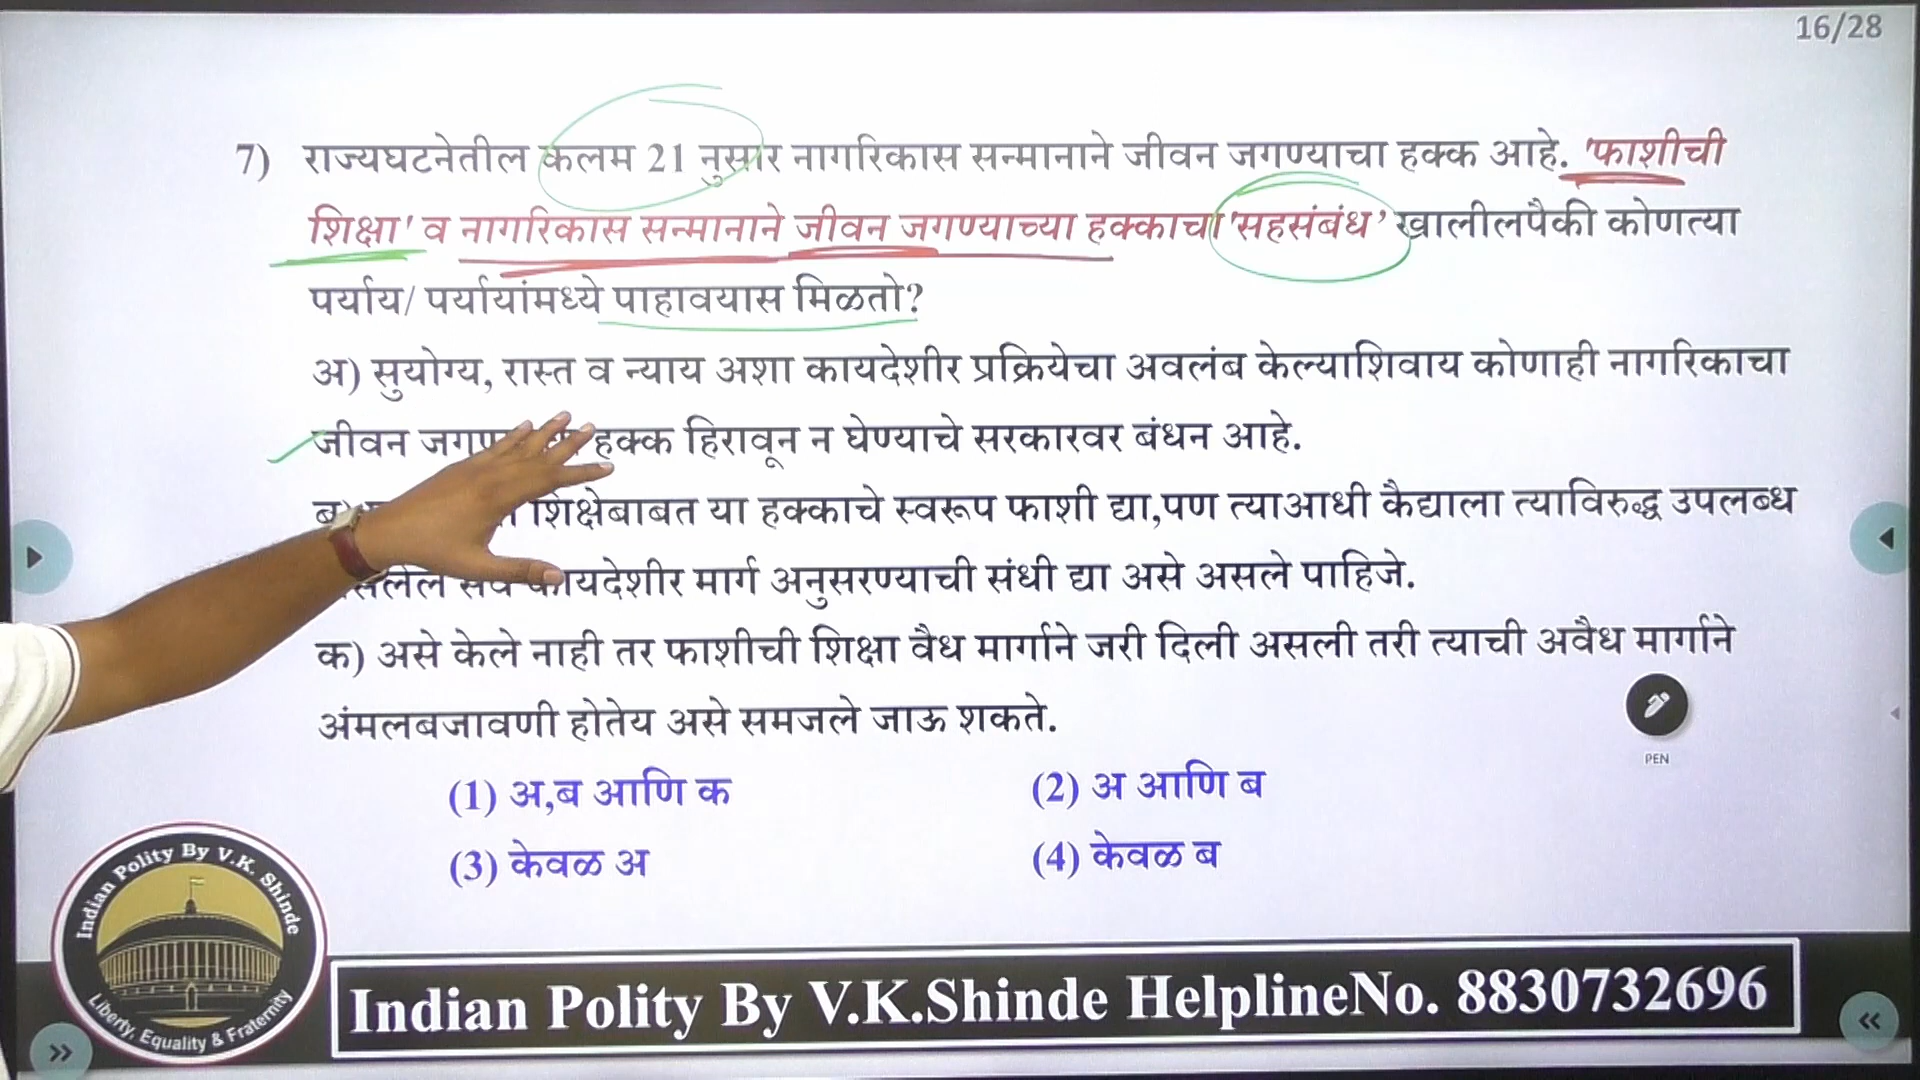 16/28
7) राज्यघटनेतील कलम 21 नुसार नागरिकास सन्मानाने जीवन जगण्याचा हक्क आहे. 'फाशीची
शिक्षा' व नागरिकास सन्मानाने जीवन जगण्याच्या हक्काचा 'सहसंबंध' खालीलपैकी कोणत्या
पर्याय/ पर्यायांमध्ये पाहावयास मिळतो?
अ) सुयोग्य, रास्त व न्याय अशा कायदेशीर प्रक्रियेचा अवलंब केल्याशिवाय कोणाही नागरिकाचा
जीवन हक्क हिरावून न घेण्याचे सरकारवर बंधन आहे.
ब) शिक्षेबाबत या हक्काचे स्वरूप फाशी द्या,पण त्याआधी कैद्याला त्याविरुद्ध उपलब्ध
कायदेशीर मार्ग अनुसरण्याची संधी द्या असे असले पाहिजे.
क) असे केले नाही तर फाशीची शिक्षा वैध मार्गाने जरी दिली असली तरी त्याची अवैध मार्गाने
अंमलबजावणी होतेय असे समजले जाऊ शकते.
PEN
(1) अ,ब आणि क (2) अ आणि ब
(3) केवळ अ (4) केवळ ब
Indian Polity By V.K. Shinde
Liberty, Equality & Fraternity
Indian Polity By V.K.Shinde HelplineNo. 8830732696